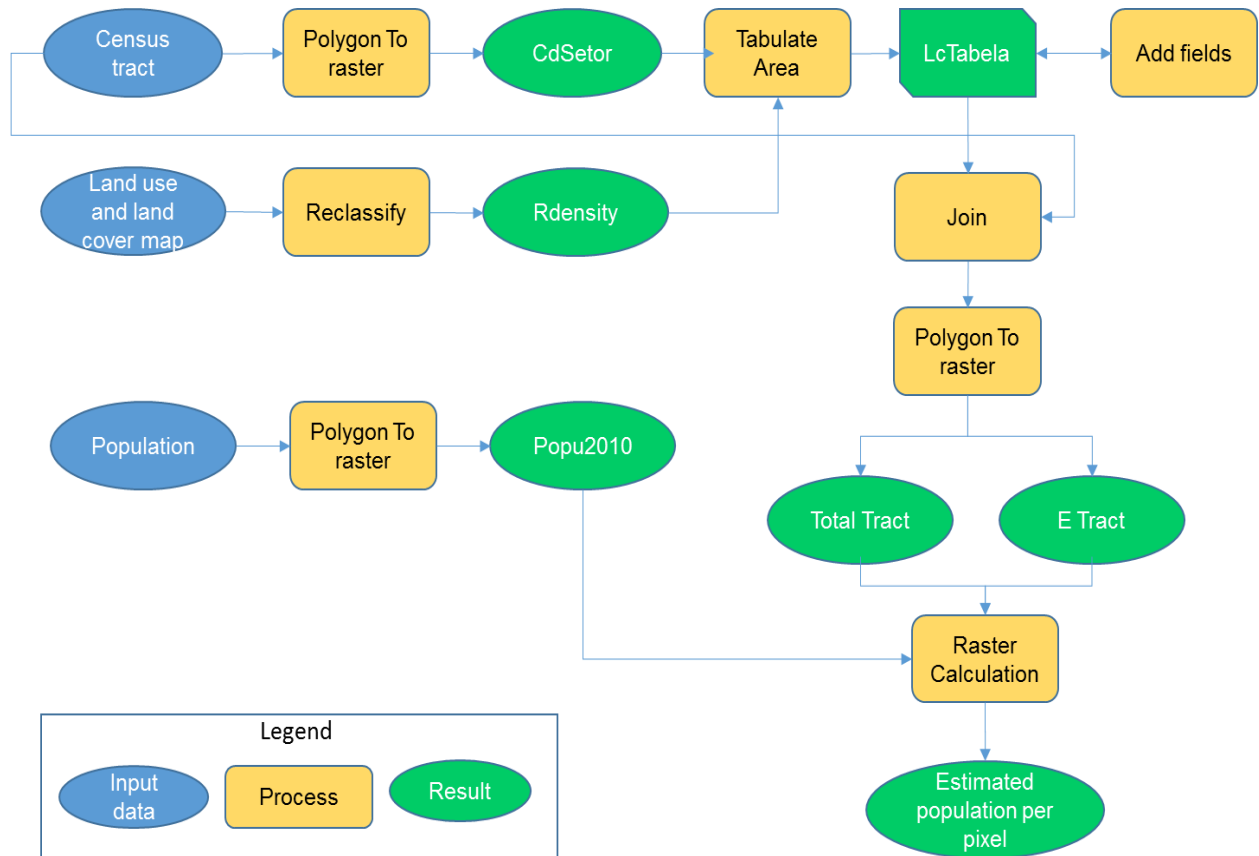 Census
tract
Polygon To
raster
CdSetor
Tabulate
Area
LcTabela
Add fields
Land use
and land
cover map
Reclassify
Rdensity
Join
Polygon To
raster
Population
Polygon To
raster
Popu2010
Total Tract
E Tract
Raster
Calculation
Estimated
population per
pixel
Legend
Input
data
Process
Result